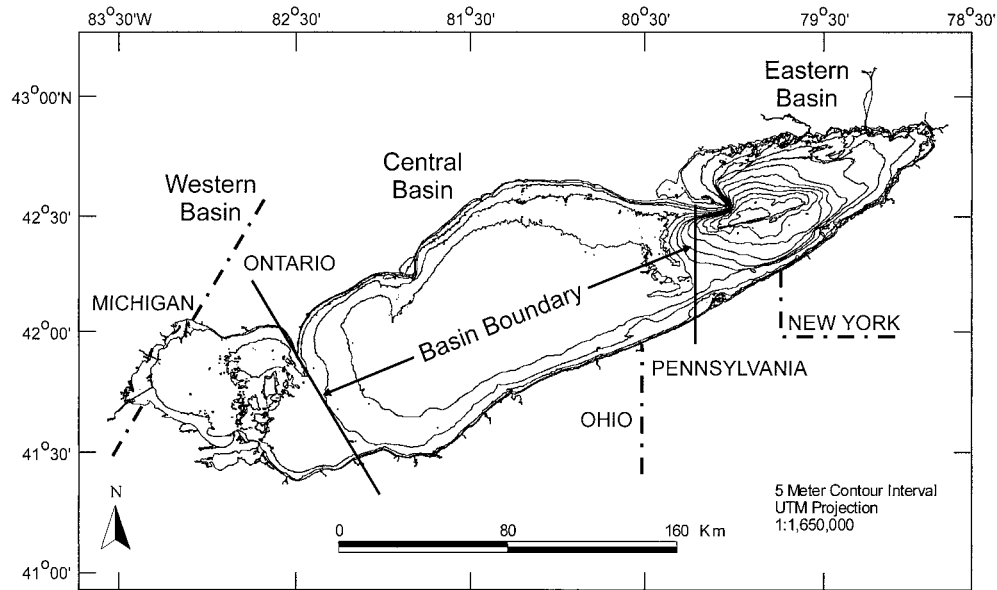 83°30'
82°30'
81°30'
80°30'
79°30'
78°30'
43°00'N
42°30'
42°00'
41°30'
41°00'
Eastern
Basin
Central
Basin
Western
Basin
ONTARIO
MICHIGAN
Basin Boundary
NEW YORK
PENNSYLVANIA
OHIO
N
5 Meter Contour Interval
UTM Projection
1:1,650,000
0 80 160 Km